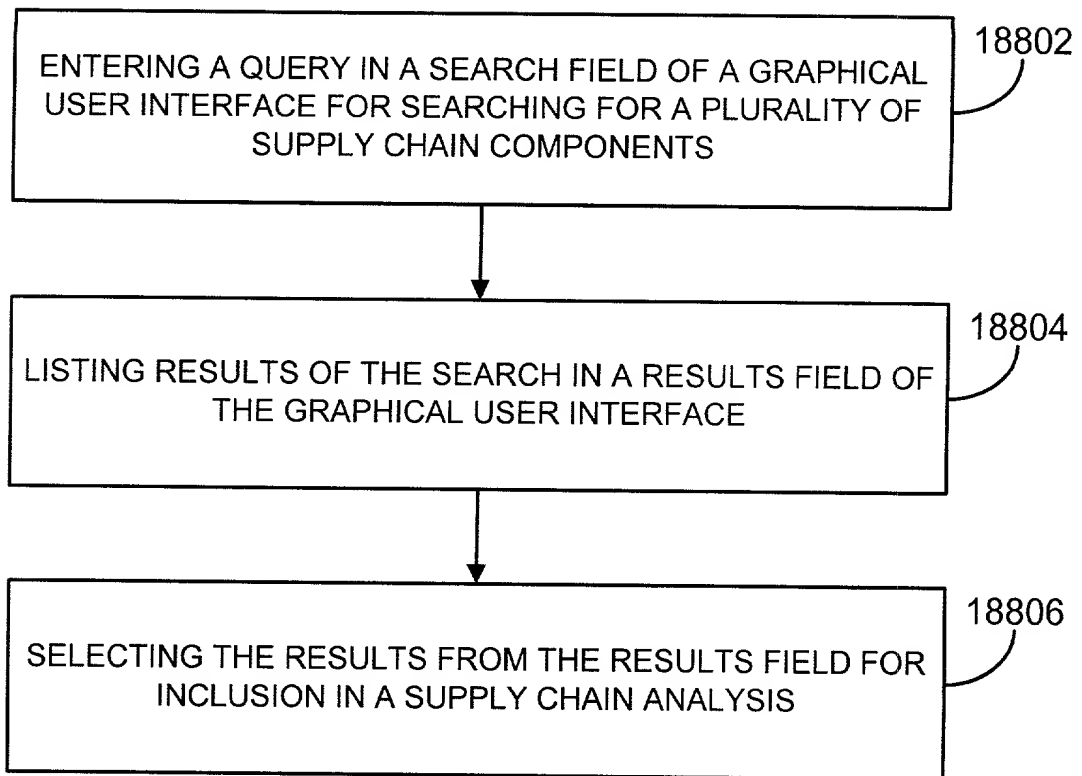 18802
ENTERING A QUERY IN A SEARCH FIELD OF A GRAPHICAL
USER INTERFACE FOR SEARCHING FOR A PLURALITY OF
SUPPLY CHAIN COMPONENTS
18804
LISTING RESULTS OF THE SEARCH IN A RESULTS FIELD OF
THE GRAPHICAL USER INTERFACE
18806
SELECTING THE RESULTS FROM THE RESULTS FIELD FOR
INCLUSION IN A SUPPLY CHAIN ANALYSIS